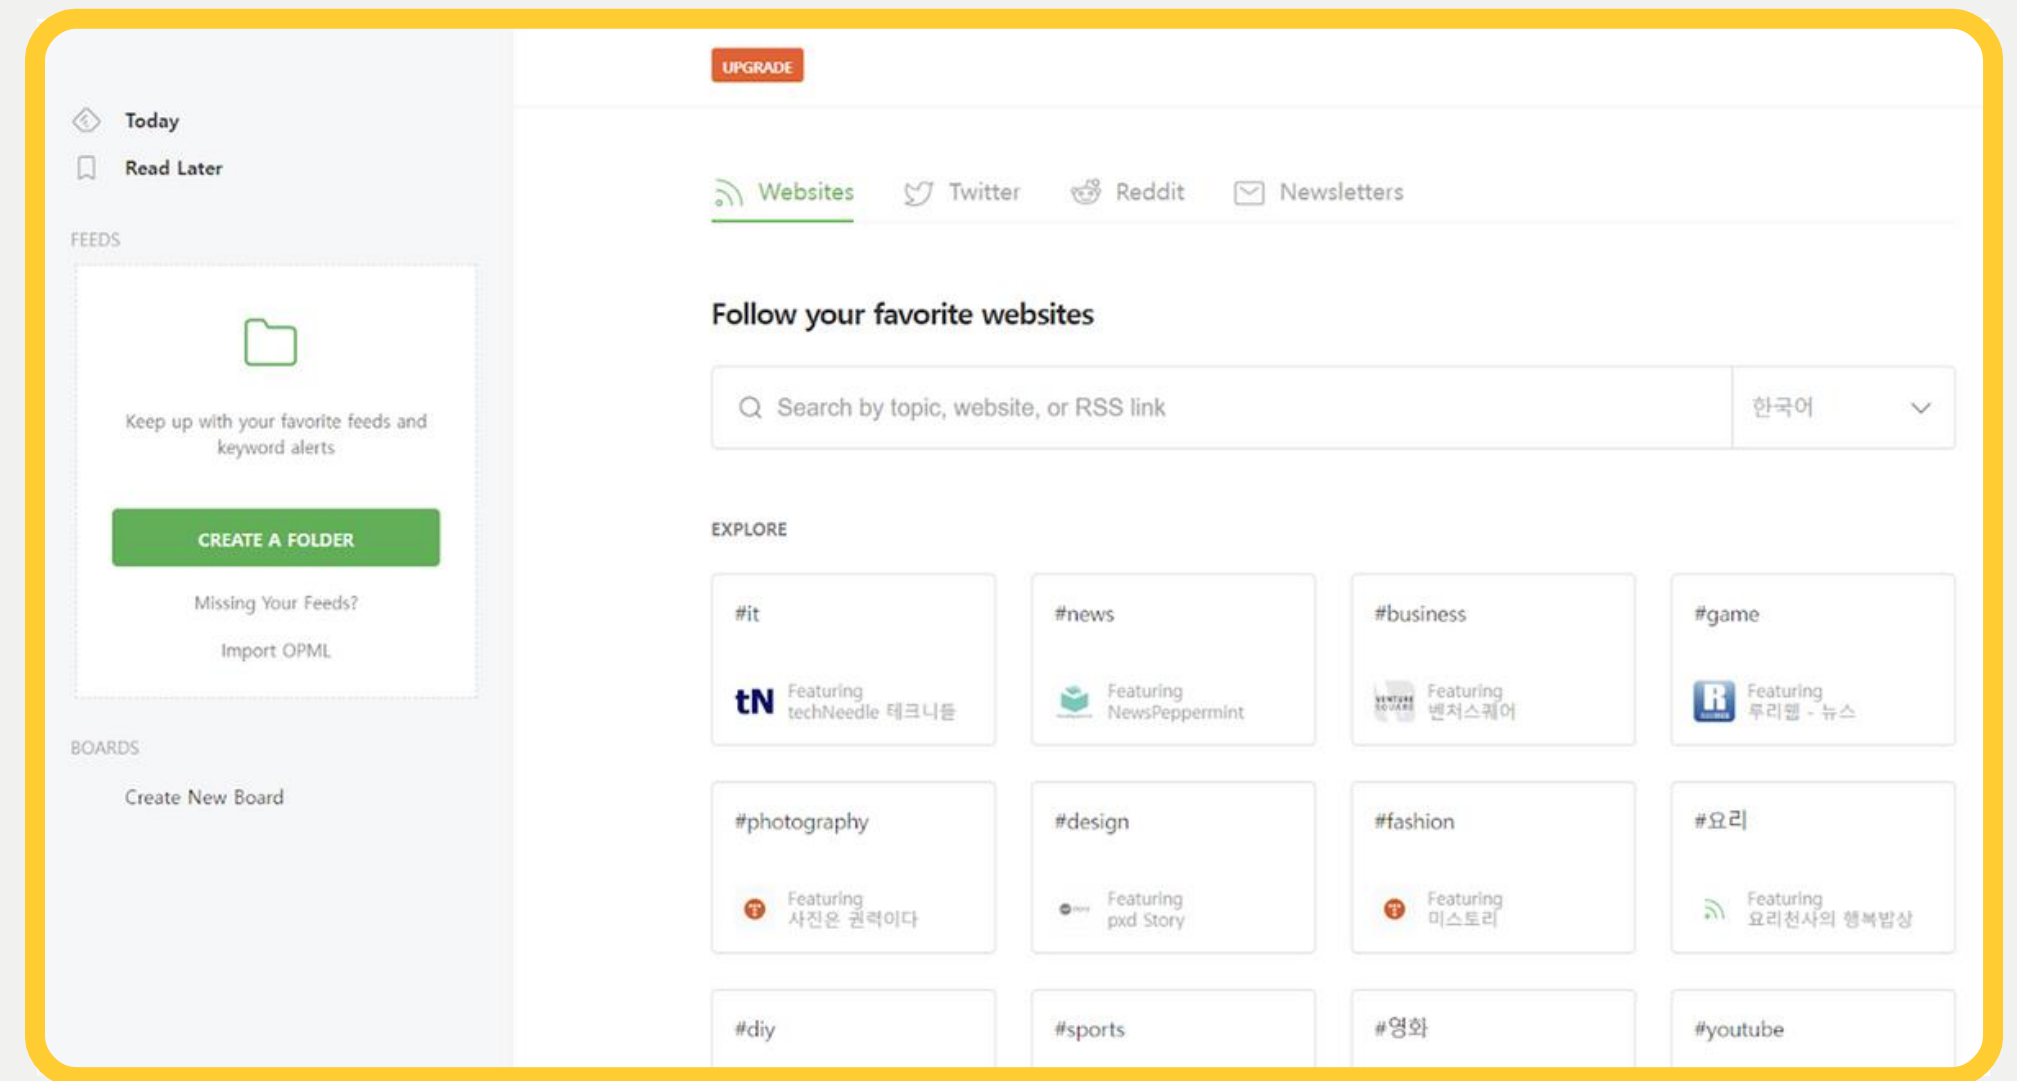 Today
Read Later
FEEDS
Keep up with your favorite feeds and
keyword alerts
CREATE A FOLDER
Missing Your Feeds?
Import OPML
BOARDS
Create New Board
UPGRADE
Websites
Twitter
Reddit
Newsletters
Follow your favorite websites
Search by topic, website, or RSS link
한국어
EXPLORE
#it
tN
Featuring
techNeedle 테크니들
#news
Featuring
NewsPeppermint
#business
VENTURE
SQUARE
Featuring
벤처스퀘어
#game
R
Featuring
루리웹 - 뉴스
#photography
Featuring
사진은 권력이다
#design
Featuring
pxd Story
#fashion
Featuring
미스토리
#요리
Featuring
요리천사의 행복밥상
#diy
#sports
#영화
#youtube